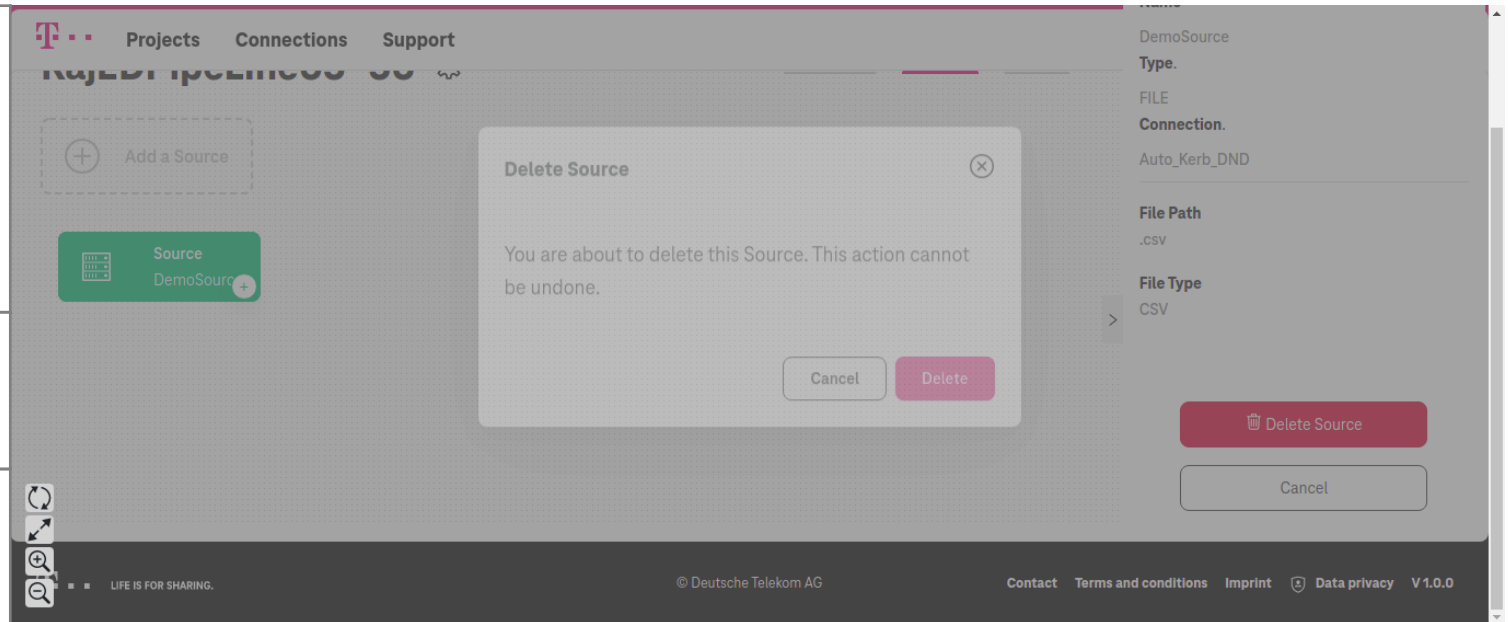 Name
T
Projects Connections Support
DemoSource
Type.
FILE
Connection.
Auto_Kerb_DND
File Path
.csv
File Type
CSV
Delete Source
Cancel
Add a Source
Source
DemoSourc
Delete Source
You are about to delete this Source. This action cannot
be undone.
Cancel Delete
LIFE IS FOR SHARING.
© Deutsche Telekom AG
Contact Terms and conditions Imprint Data privacy V 1.0.0